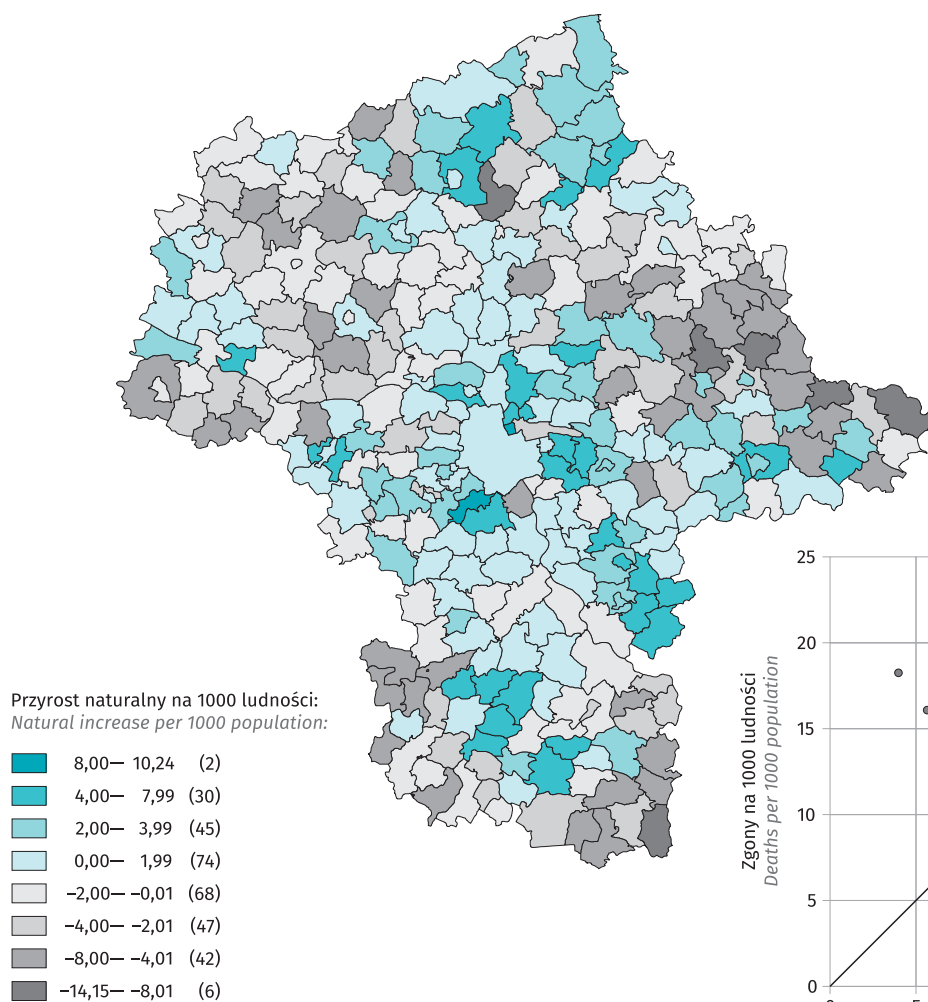 Przyrost naturalny na 1000 ludności:
Natural increase per 1000 population:
8,00— 10,24 (2)
4,00— 7,99 (30)
2,00— 3,99 (45)
0,00— 1,99 (74)
−2,00— −0,01 (68)
−4,00— −2,01 (47)
−8,00— −4,01 (42)
−14,15— −8,01 (6)
Zgony na 1000 ludności
Deaths per 1000 population
25
20
15
10
5
0